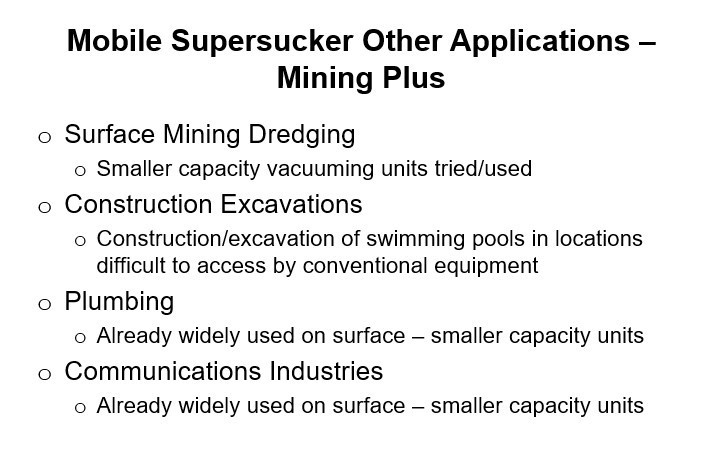 Mobile Supersucker Other Applications –
Mining Plus
o Surface Mining Dredging
o Smaller capacity vacuuming units tried/used
o Construction Excavations
o Construction/excavation of swimming pools in locations
difficult to access by conventional equipment
o Plumbing
o Already widely used on surface – smaller capacity units
o Communications Industries
o Already widely used on surface – smaller capacity units